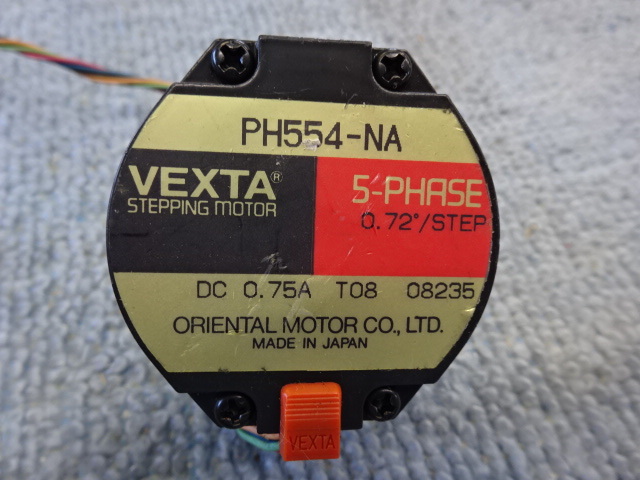 PH554-NA
VEXTA®
STEPPING MOTOR
5-PHASE
0.72°/STEP
DC 0.75A T08 08235
ORIENTAL MOTOR CO., LTD.
MADE IN JAPAN
VEXTA